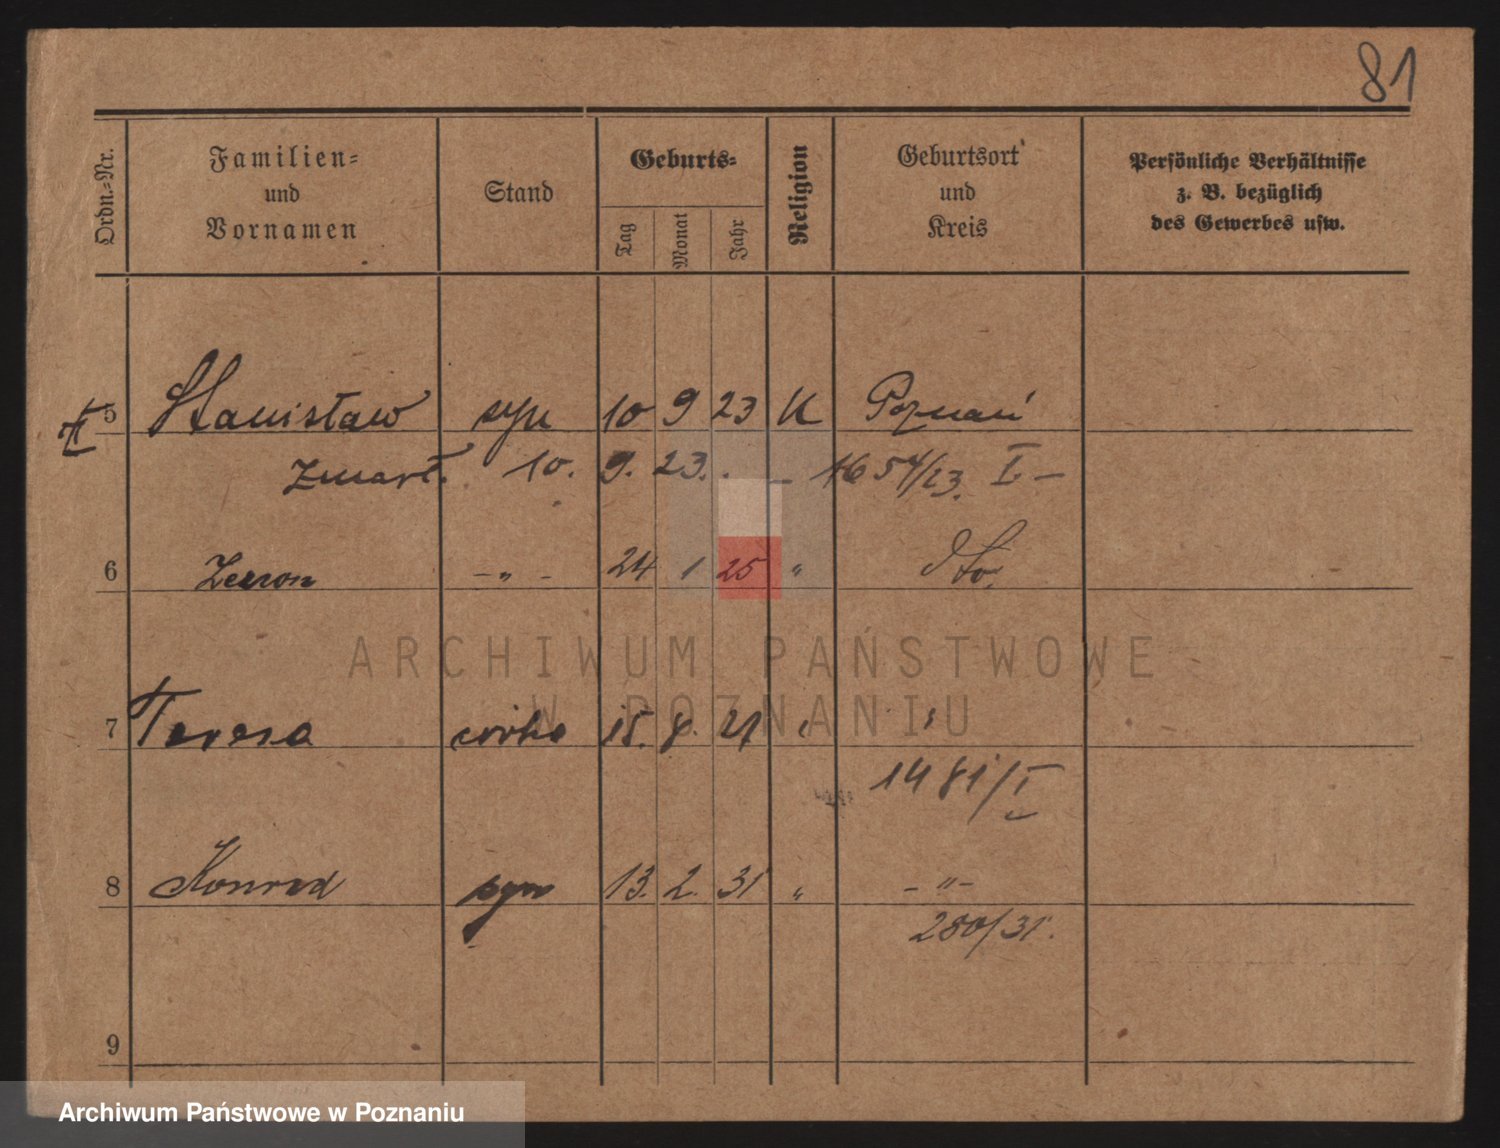 81
Ordn.-Nr.
Familien-
und
Vornamen
Stand
Geburts-
Tag
Monat
Jahr
Religion
Geburtsort
und
Kreis
Persönliche Verhältnisse
z. B. bezüglich
des Gewerbes usw.
5 Stanisław syn 10 9 23 K Poznań
Zmarł. 10. 9. 23. - 1654/23. I. -
6 Zenon - " - 24 1 25 " dto.
ARCHIWUM PAŃSTWOWE
W POZNANIU
7 Teresa córka 15. 8. 27 "
1481/I
8 Konrad syn 13. 2. 31 " - " -
280/31.
9
Archiwum Państwowe w Poznaniu